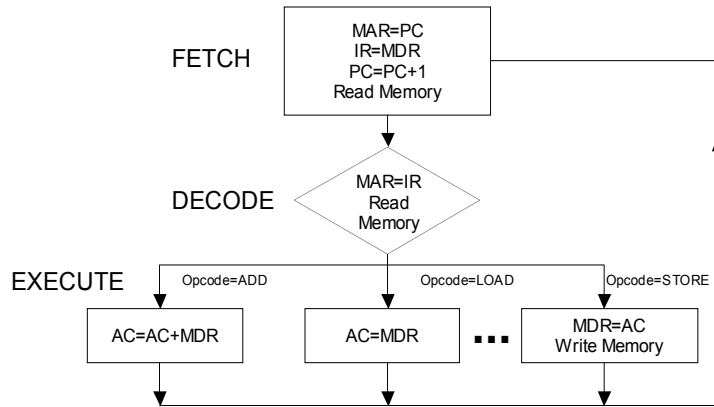 FETCH
MAR=PC
IR=MDR
PC=PC+1
Read Memory
DECODE
MAR=IR
Read
Memory
EXECUTE
Opcode=ADD
Opcode=LOAD
Opcode=STORE
AC=AC+MDR
AC=MDR
MDR=AC
Write Memory